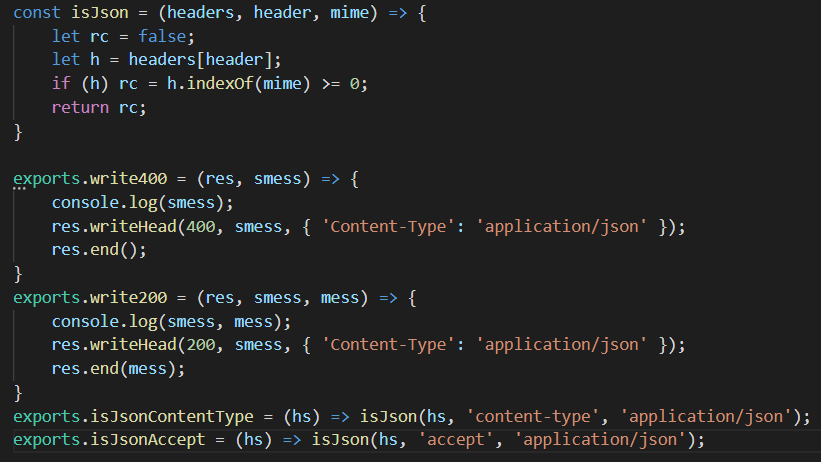 const isJson = (headers, header, mime) => {
    let rc = false;
    let h = headers[header];
    if (h) rc = h.indexOf(mime) >= 0;
    return rc;
}

exports.write400 = (res, smess) => {
    console.log(smess);
    res.writeHead(400, smess, { 'Content-Type': 'application/json' });
    res.end();
}
exports.write200 = (res, smess, mess) => {
    console.log(smess, mess);
    res.writeHead(200, smess, { 'Content-Type': 'application/json' });
    res.end(mess);
}
exports.isJsonContentType = (hs) => isJson(hs, 'content-type', 'application/json');
exports.isJsonAccept = (hs) => isJson(hs, 'accept', 'application/json');